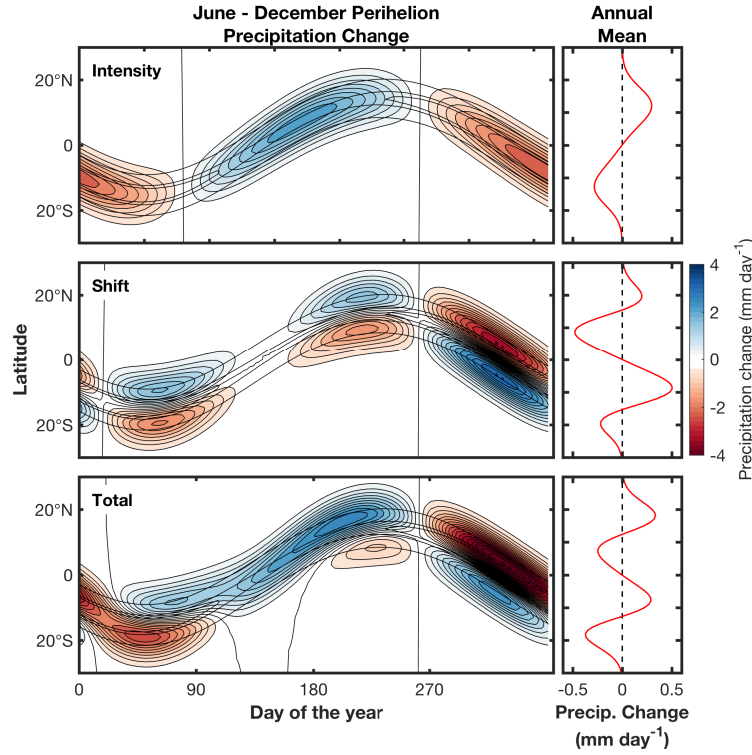 June - December Perihelion
Precipitation Change
Annual
Mean
Intensity
20°N
0
20°S
Shift
20°N
0
20°S
Latitude
Total
20°N
0
20°S
0 90 180 270
Day of the year
-0.5 0 0.5
Precip. Change
(mm day-1)
4
2
0
-2
-4
Precipitation change (mm day-1)